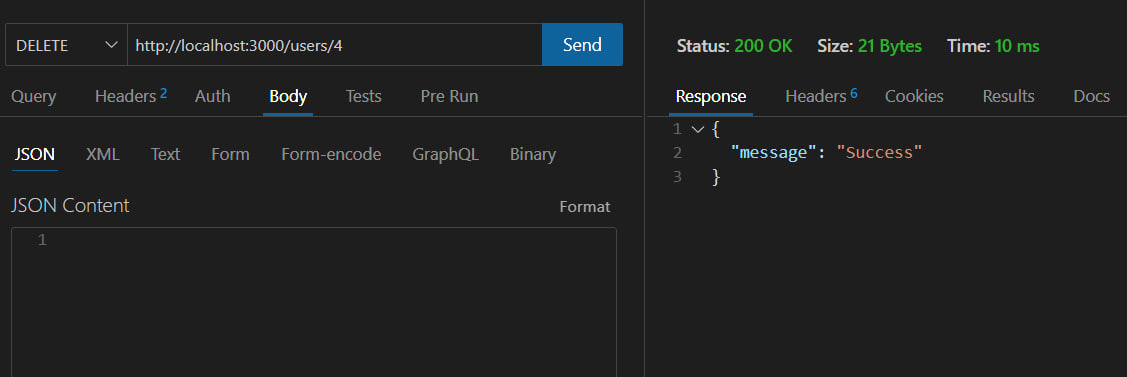 DELETE http://localhost:3000/users/4 Send
Query Headers 2 Auth Body Tests Pre Run
JSON XML Text Form Form-encode GraphQL Binary
JSON Content Format
1
Status: 200 OK Size: 21 Bytes Time: 10 ms
Response Headers 6 Cookies Results Docs
1 {
2 "message": "Success"
3 }